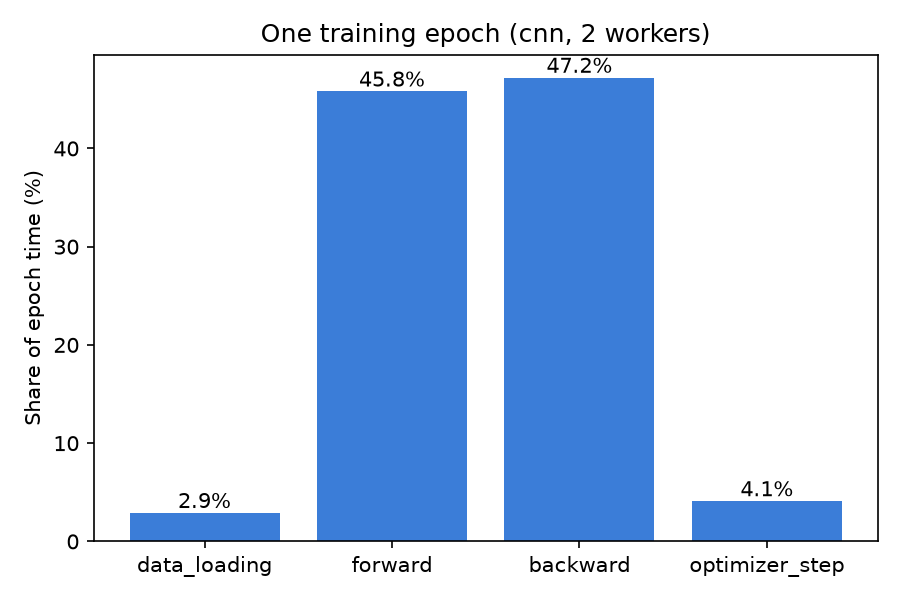 One training epoch (cnn, 2 workers)
Share of epoch time (%)
40
30
20
10
0
2.9%
45.8%
47.2%
4.1%
data_loading
forward
backward
optimizer_step